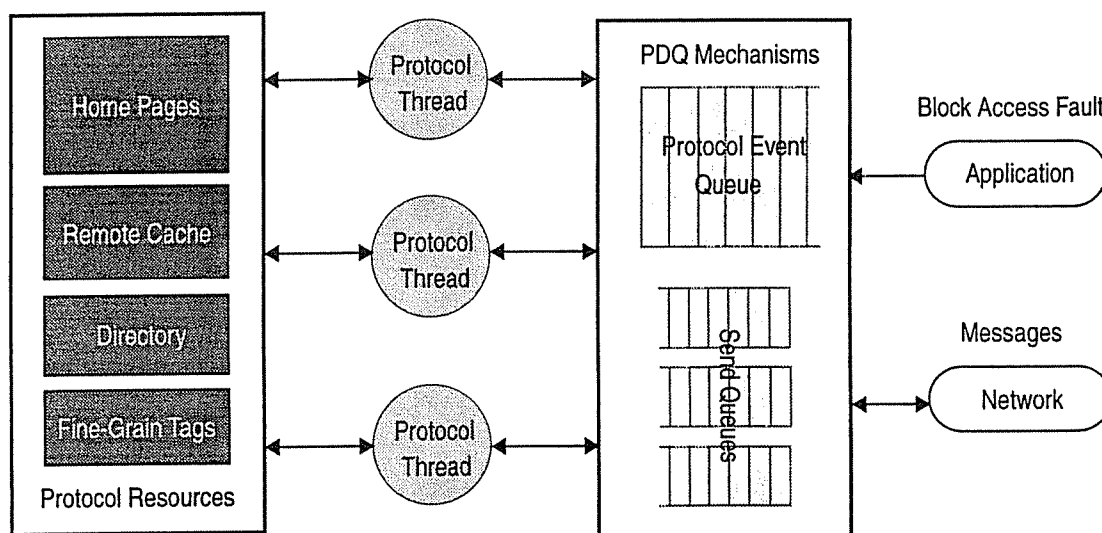 Home Pages
Remote Cache
Directory
Fine-Grain Tags
Protocol Resources
Protocol
Thread
Protocol
Thread
Protocol
Thread
PDQ Mechanisms
Protocol Event
Queue
Send Queues
Block Access Fault
Application
Messages
Network